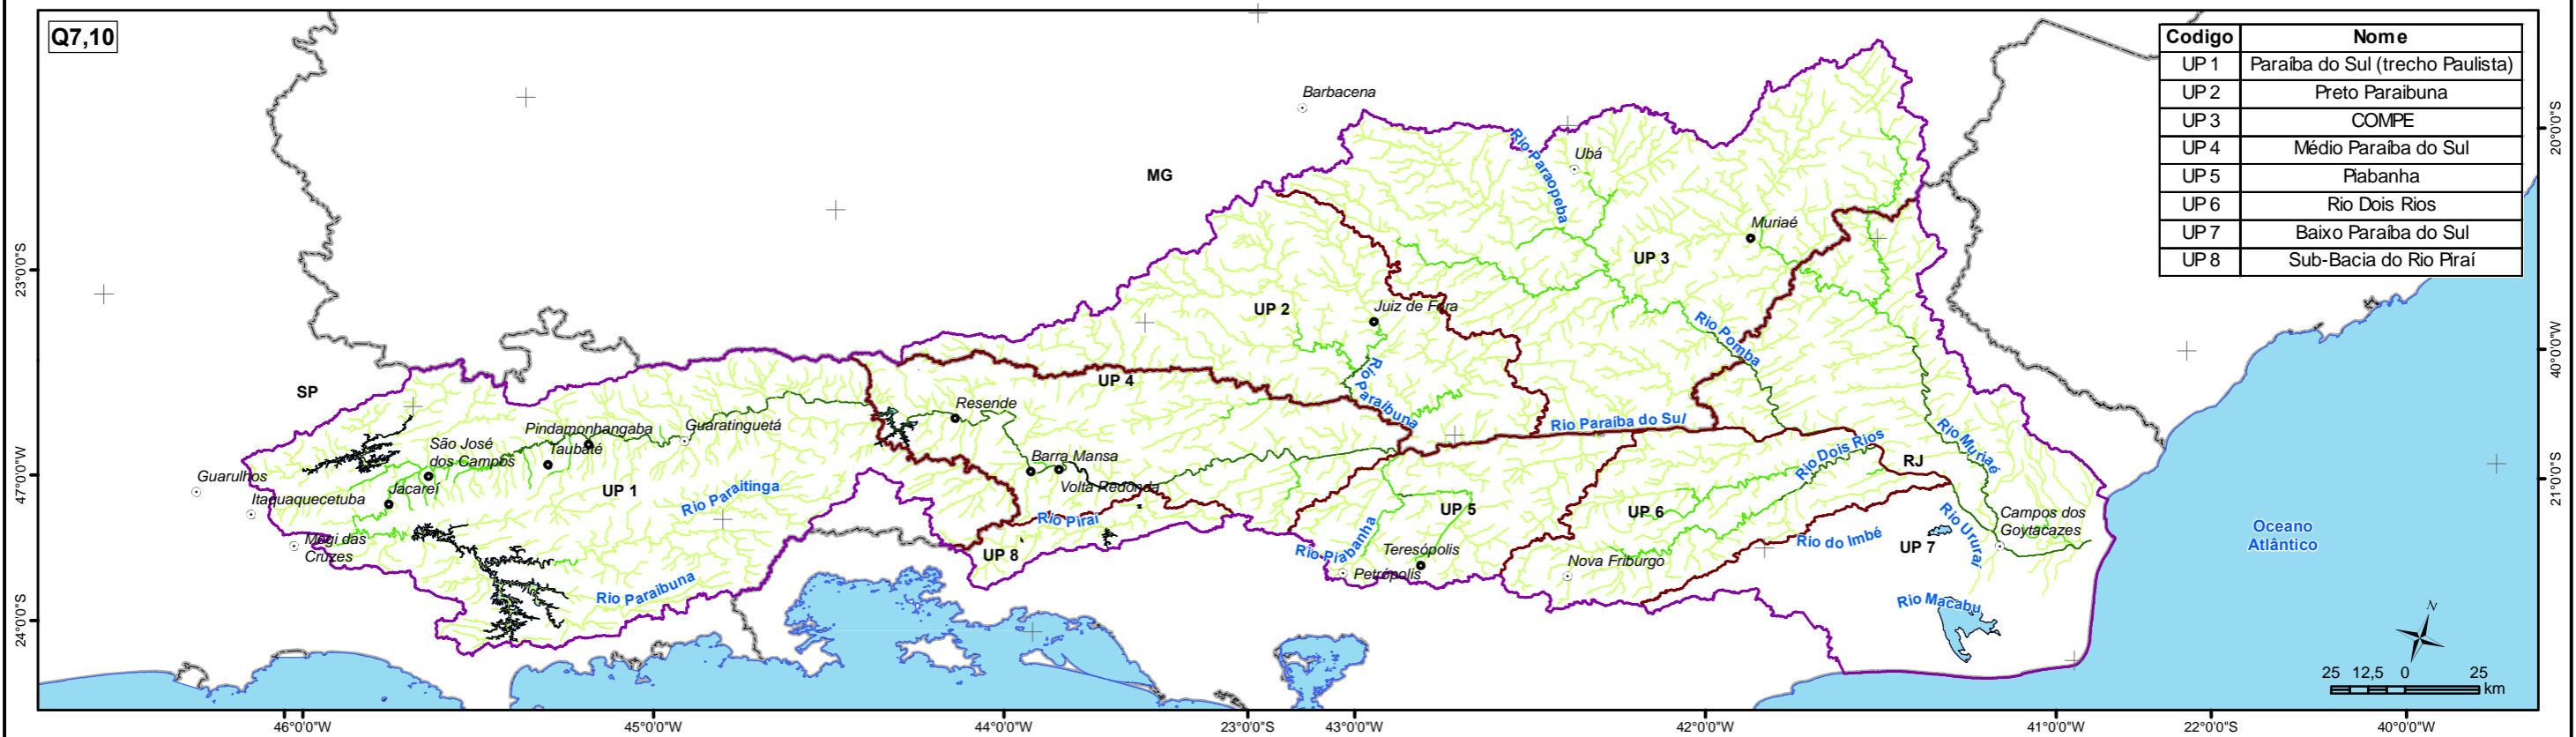 Q7,10
Codigo Nome
UP 1 Paraíba do Sul (trecho Paulista)
UP 2 Preto Paraibuna
UP 3 COMPE
UP 4 Médio Paraíba do Sul
UP 5 Piabanha
UP 6 Rio Dois Rios
UP 7 Baixo Paraíba do Sul
UP 8 Sub-Bacia do Rio Piraí
Barbacena
Rio Paraopeba
Ubá
MG
Muriaé
UP 3
UP 2
Juiz de Fora
Rio Pomba
Rio Paraibuna
UP 4
SP
Resende
Rio Paraíba do Sul
Pindamonhangaba
Guaratinguetá
São José
dos Campos
Taubaté
Rio Dois Rios
Rio Muriaé
RJ
Barra Mansa
Volta Redonda
Guarulhos
Itaquaquecetuba
Jacareí
UP 1
Rio Paraitinga
Rio Piraí
UP 5
UP 6
Rio Ururaí
Campos dos
Goytacazes
Oceano
Atlântico
Mogi das
Cruzes
UP 8
Rio Piabanha
Teresópolis
Petrópolis
Nova Friburgo
Rio do Imbé
UP 7
Rio Paraibuna
Rio Macabu
N
25 12,5 0 25
km
23°0'0"S
47°0'0"W
24°0'0"S
20°0'0"S
40°0'0"W
21°0'0"S
46°0'0"W 45°0'0"W 44°0'0"W 23°0'0"S 43°0'0"W 42°0'0"W 41°0'0"W 22°0'0"S 40°0'0"W